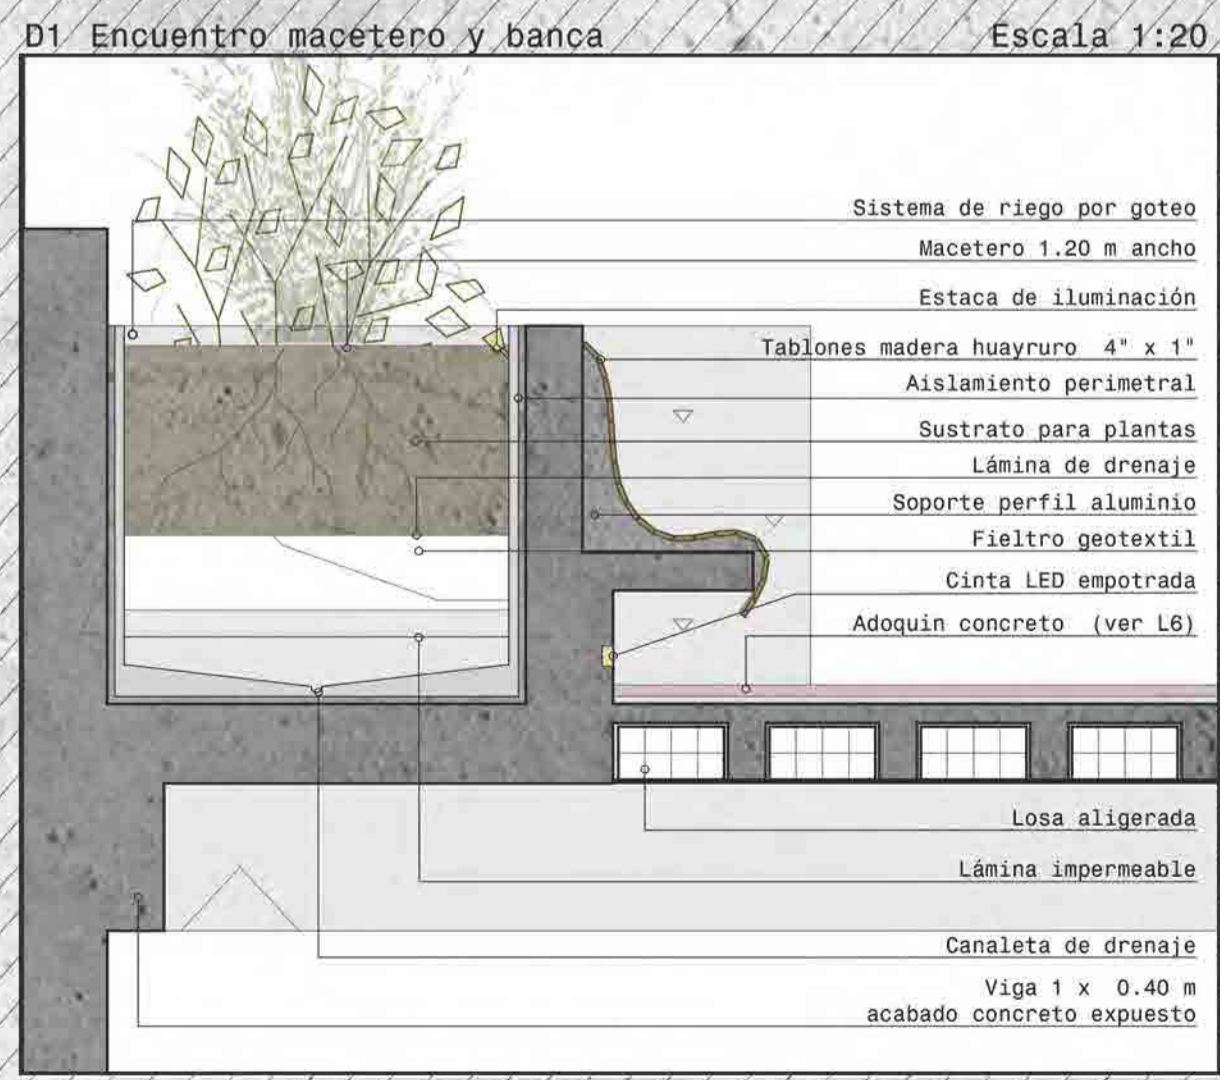 D1 Encuentro macetero y banca
Escala 1:20
Sistema de riego por goteo
Macetero 1.20 m ancho
Estaca de iluminación
Tablones madera huayruro 4" x 1"
Aislamiento perimetral
Sustrato para plantas
Lámina de drenaje
Soporte perfil aluminio
Fieltro geotextil
Cinta LED empotrada
Adoquin concreto (ver L6)
Losa aligerada
Lámina impermeable
Canaleta de drenaje
Viga 1 x 0.40 m
acabado concreto expuesto